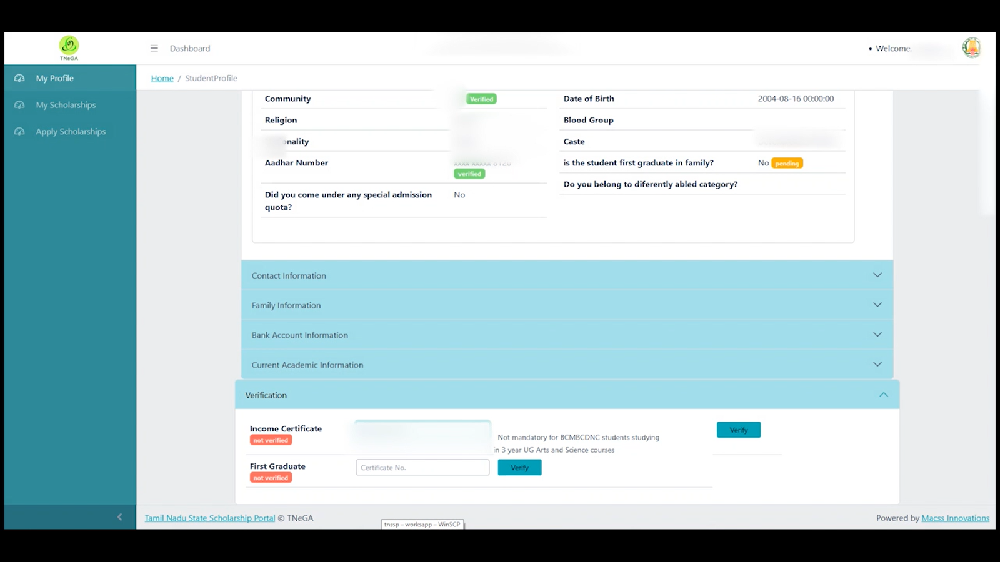 TNeGA
Dashboard
Welcome
My Profile
My Scholarships
Apply Scholarships
Home / StudentProfile
Community
Verified
Date of Birth
2004-08-16 00:00:00
Religion
Blood Group
Caste
Aadhar Number
verified
is the student first graduate in family?
No pending
Do you belong to diferently abled category?
Did you come under any special admission
quota?
No
Contact Information
Family Information
Bank Account Information
Current Academic Information
Verification
Income Certificate
not verified
Not mandatory for BCMBCDNC students studying
in 3 year UG Arts and Science courses
Verify
First Graduate
not verified
Certificate No.
Verify
Tamil Nadu State Scholarship Portal © TNeGA
tnssp – worksapp – WinSCP
Powered by Macss Innovations